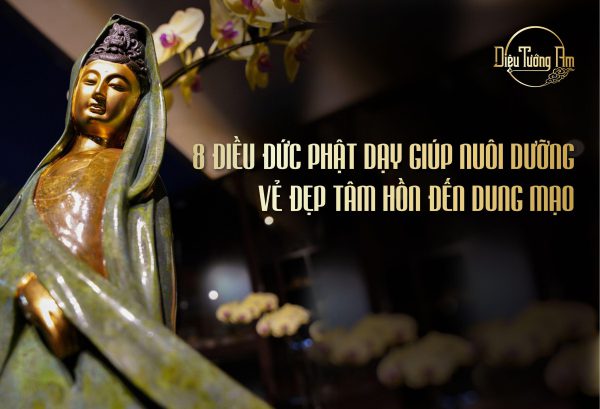 Diệu Tướng Am
8 ĐIỀU ĐỨC PHẬT DẠY GIÚP NUÔI DƯỠNG
VẺ ĐẸP TÂM HỒN ĐẾN DUNG MẠO